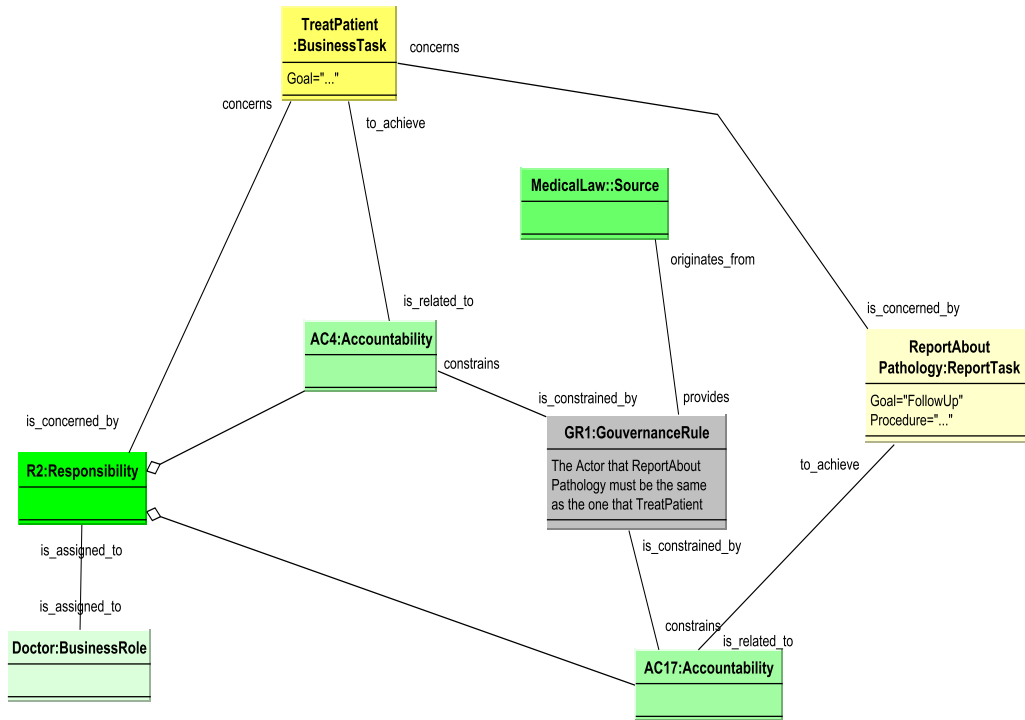 TreatPatient
:BusinessTask
Goal="..."
concerns
concerns
to_achieve
MedicalLaw::Source
originates_from
is_related_to
is_concerned_by
AC4:Accountability
constrains
ReportAbout
Pathology:ReportTask
Goal="FollowUp"
Procedure="..."
is_constrained_by
provides
is_concerned_by
GR1:GouvernanceRule
The Actor that ReportAbout
Pathology must be the same
as the one that TreatPatient
R2:Responsibility
to_achieve
is_assigned_to
is_constrained_by
is_assigned_to
constrains
is_related_to
Doctor:BusinessRole
AC17:Accountability